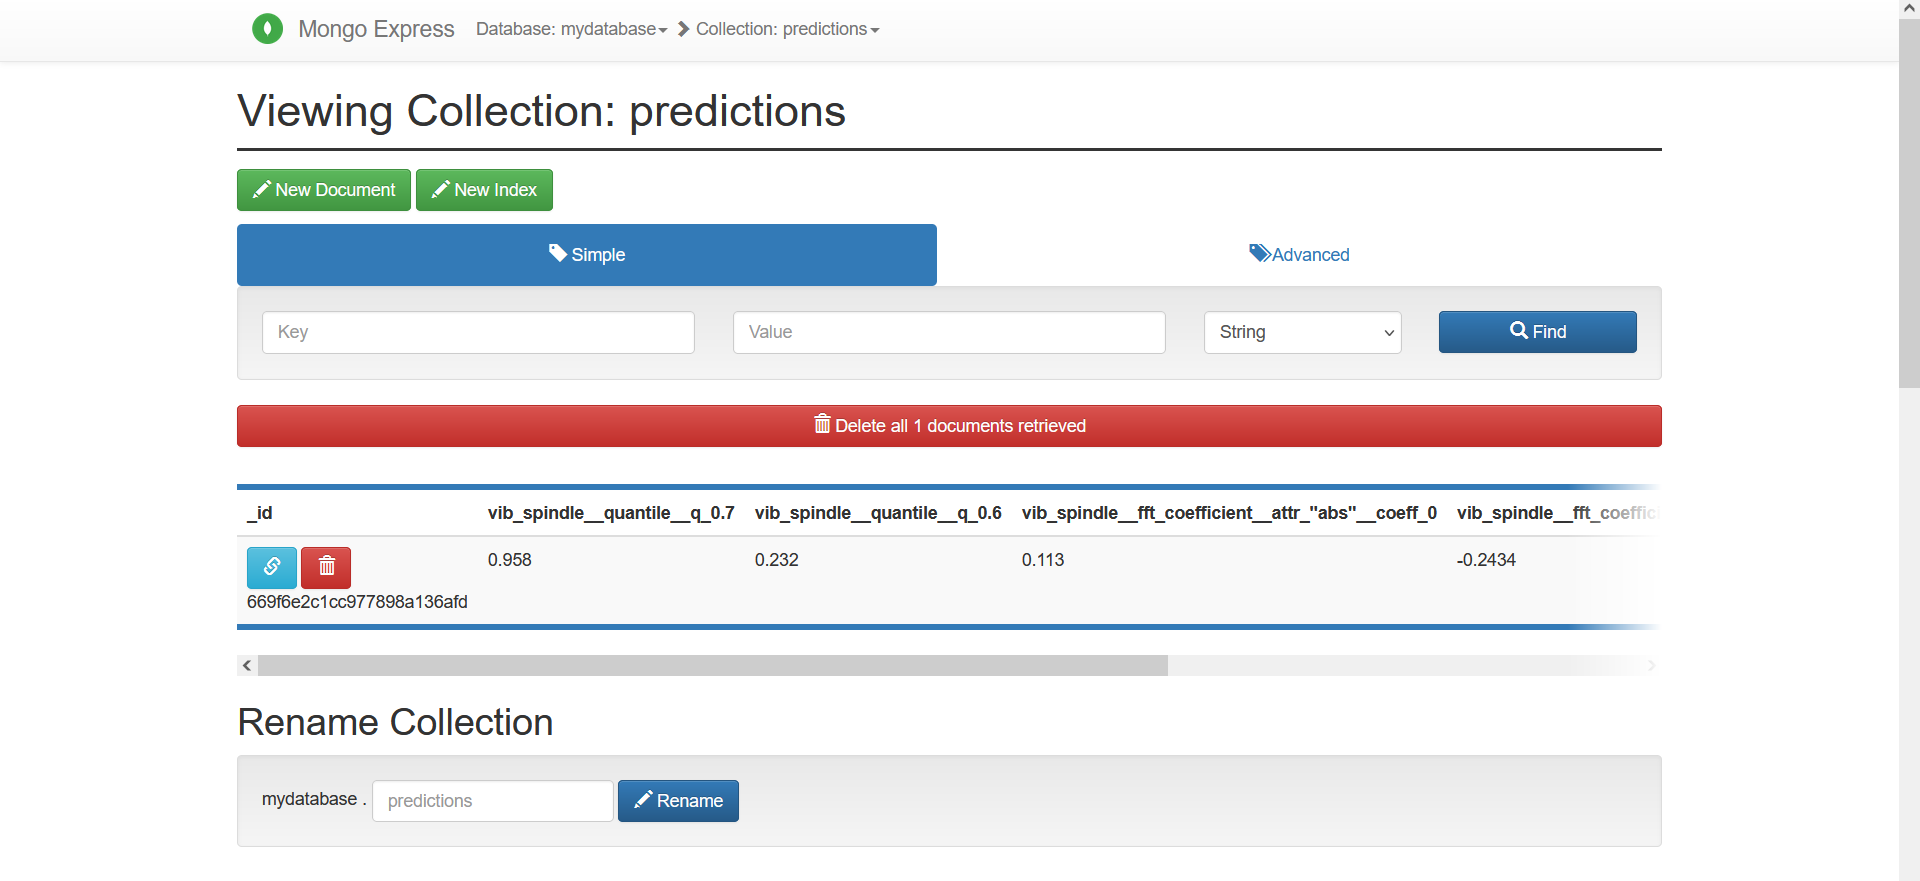 Mongo Express Database: mydatabase Collection: predictions
Viewing Collection: predictions
New Document New Index
Simple Advanced
Key Value String Find
Delete all 1 documents retrieved
_id vib_spindle__quantile__q_0.7 vib_spindle__quantile__q_0.6 vib_spindle__fft_coefficient__attr_"abs"__coeff_0 vib_spindle__fft_coeffic
0.958 0.232 0.113 -0.2434
669f6e2c1cc977898a136afd
Rename Collection
mydatabase . predictions Rename